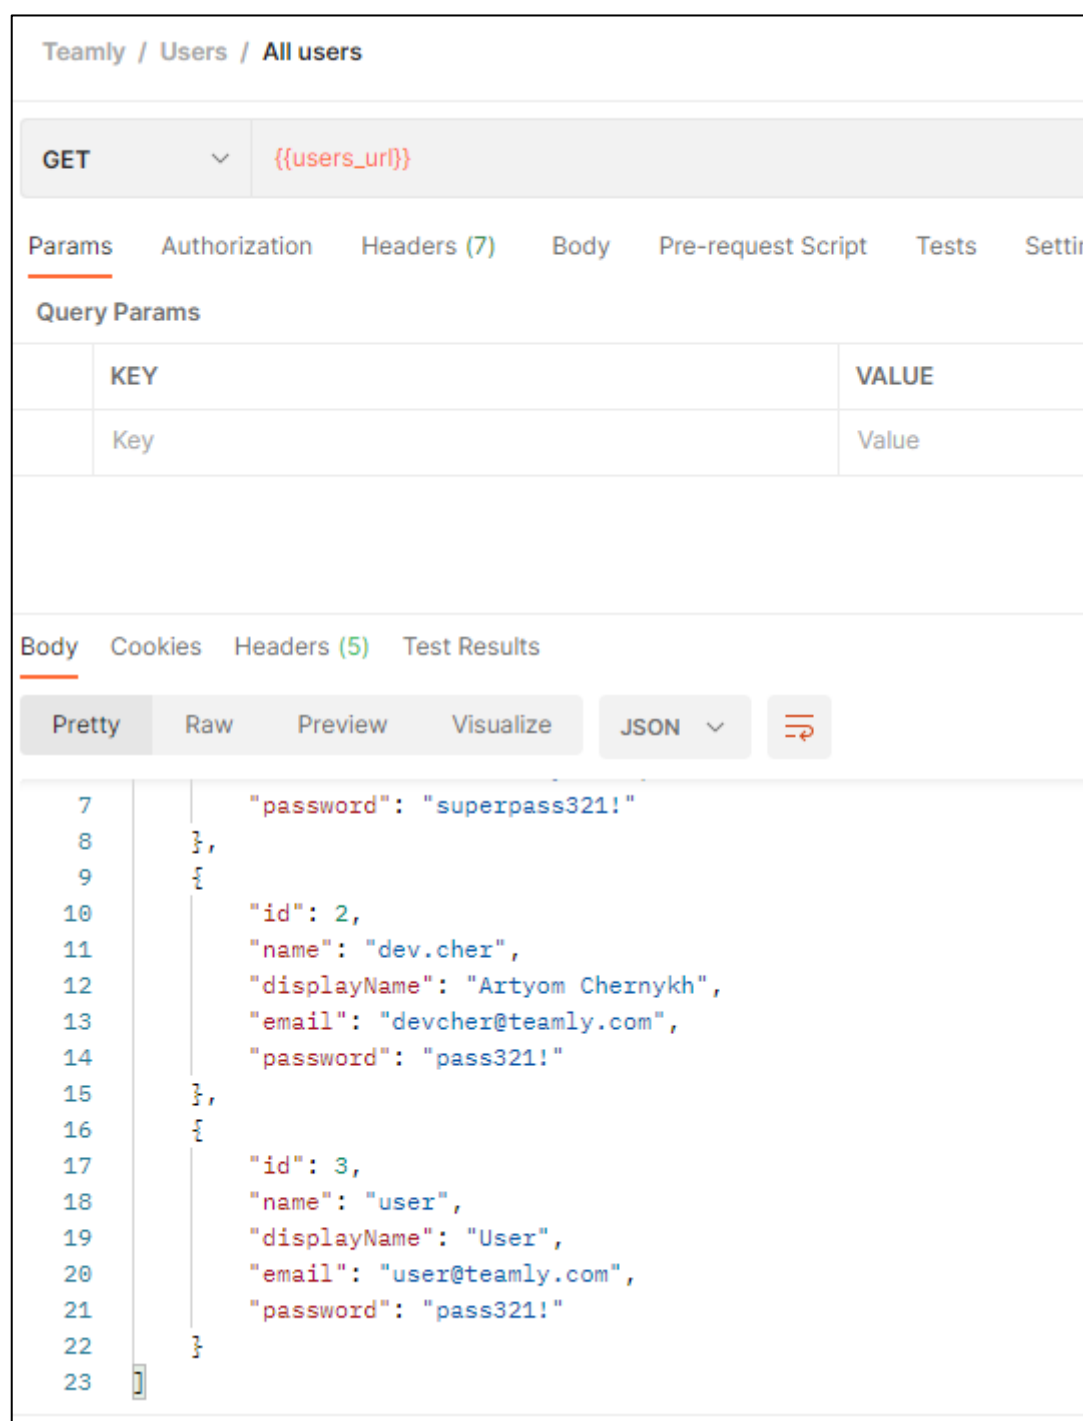 Teamly / Users / All users
GET {{users_url}}
Params Authorization Headers (7) Body Pre-request Script Tests
Query Params
KEY VALUE
Key Value
Body Cookies Headers (5) Test Results
Pretty Raw Preview Visualize JSON
7 "password": "superpass321!"
8 },
9 {
10 "id": 2,
11 "name": "dev.cher",
12 "displayName": "Artyom Chernykh",
13 "email": "devcher@teamly.com",
14 "password": "pass321!"
15 },
16 {
17 "id": 3,
18 "name": "user",
19 "displayName": "User",
20 "email": "user@teamly.com",
21 "password": "pass321!"
22 }
23 ]